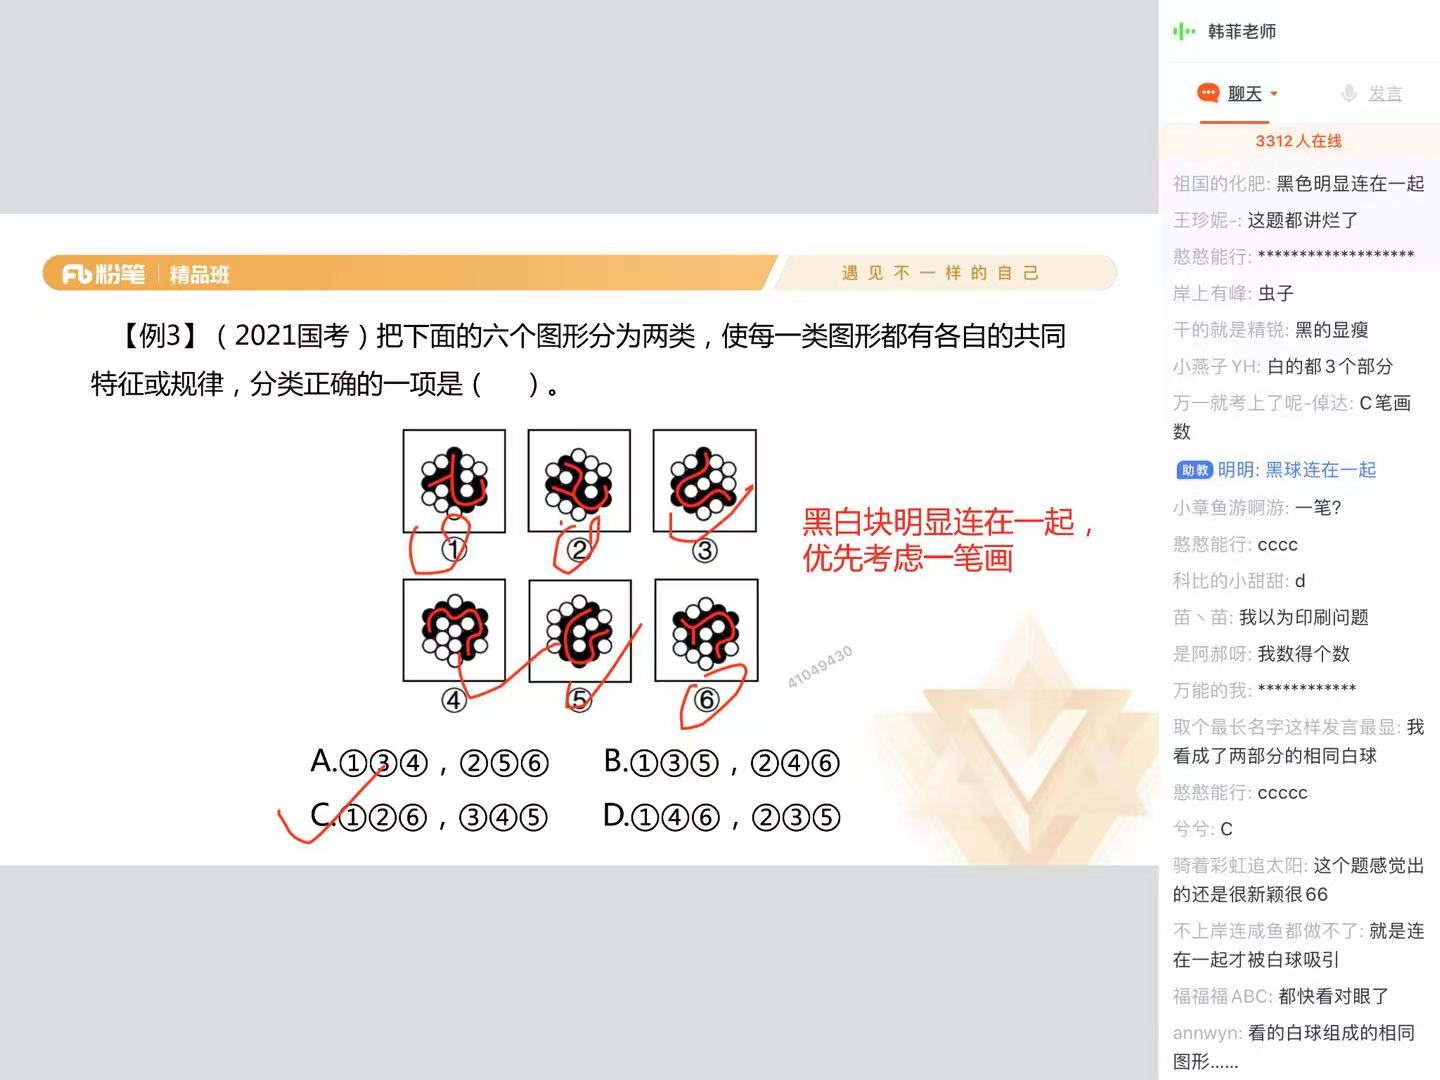 韩菲老师
聊天
发言
3312人在线
祖国的化肥: 黑色明显连在一起
王珍妮-: 这题都讲烂了
憨憨能行: *******************
岸上有峰: 虫子
干的就是精锐: 黑的显瘦
小燕子YH: 白的都3个部分
万一就考上了呢-倬达: C笔画
数
助教 明明: 黑球连在一起
小章鱼游啊游: 一笔?
憨憨能行: cccc
科比的小甜甜: d
苗丶苗: 我以为印刷问题
是阿郝呀: 我数得个数
万能的我: ************
取个最长名字这样发言最显: 我
看成了两部分的相同白球
憨憨能行: ccccc
兮兮: C
骑着彩虹追太阳: 这个题感觉出
的还是很新颖很66
不上岸连咸鱼都做不了: 就是连
在一起才被白球吸引
福福福ABC: 都快看对眼了
annwyn: 看的白球组成的相同
图形……
Fb粉笔 精品班
遇见不一样的自己
【例3】（2021国考）把下面的六个图形分为两类，使每一类图形都有各自的共同
特征或规律，分类正确的一项是（ ）。
① ② ③
黑白块明显连在一起，
优先考虑一笔画
④ ⑤ ⑥
41049430
A.①③④，②⑤⑥ B.①③⑤，②④⑥
C.①②⑥，③④⑤ D.①④⑥，②③⑤